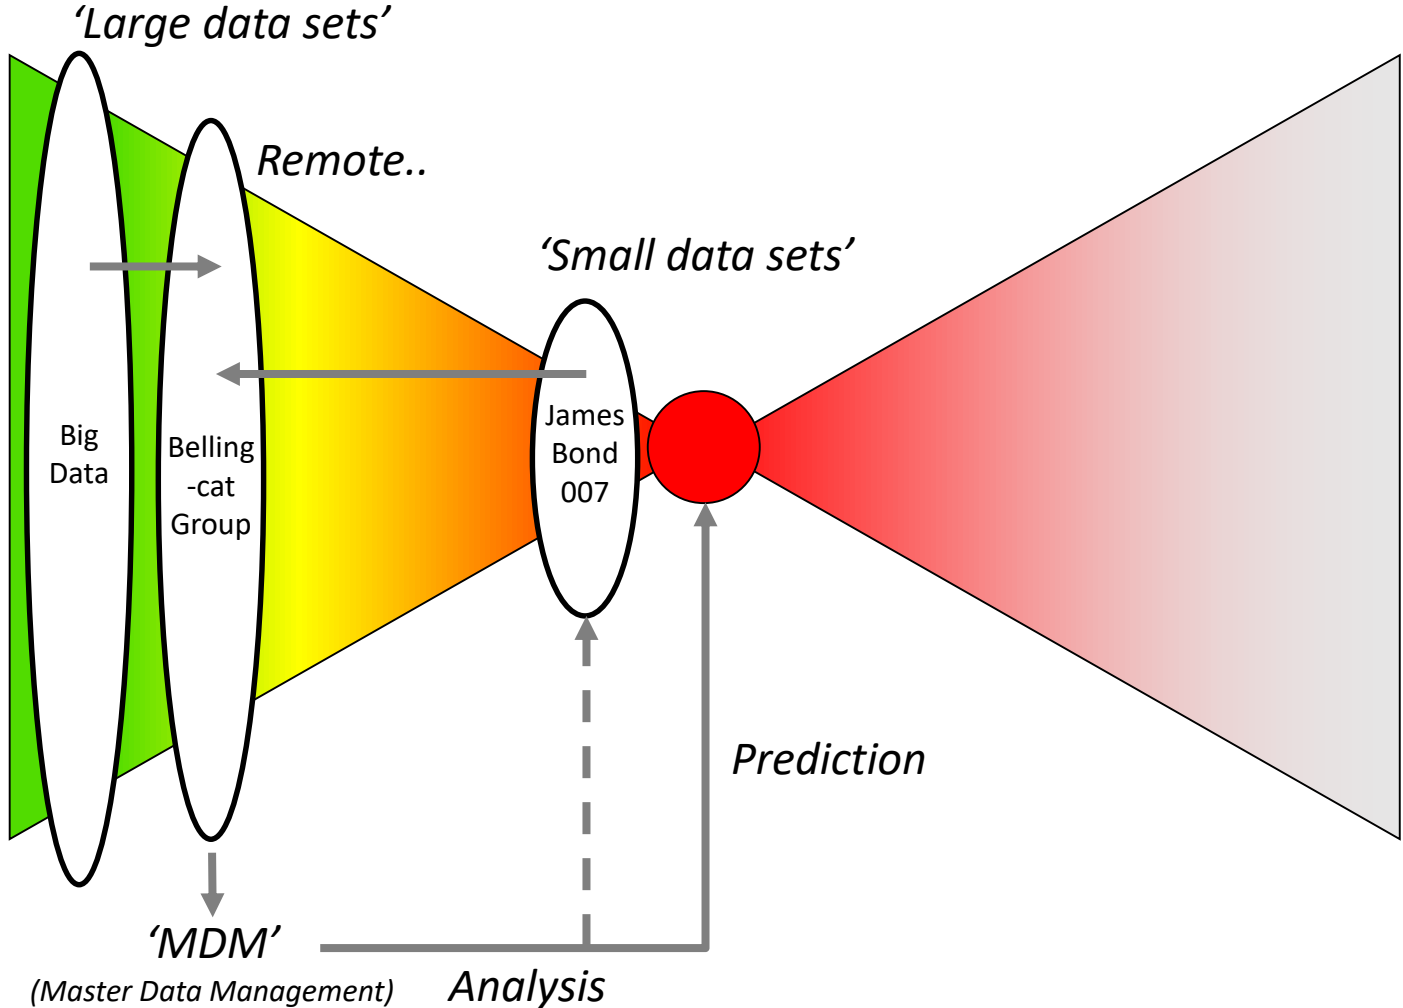 ‘Large data sets’
Remote..
‘Small data sets’
Big
Data
Belling
-cat
Group
James
Bond
007
Prediction
‘MDM’
(Master Data Management)
Analysis